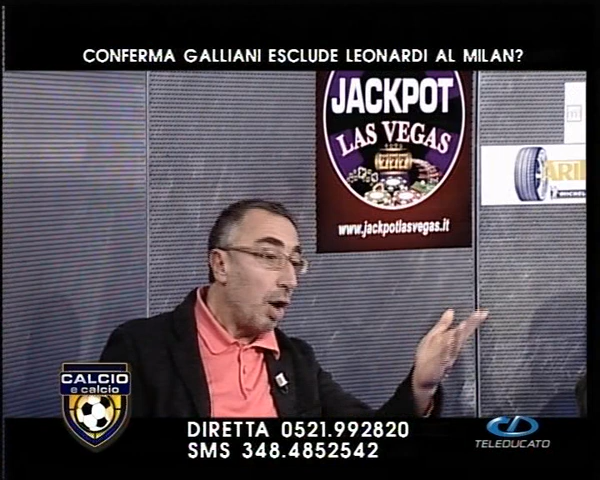 CONFERMA GALLIANI ESCLUDE LEONARDI AL MILAN?
JACKPOT
LAS VEGAS
www.jackpotlasvegas.it
MICHELIN
CALCIO
e calcio
DIRETTA 0521.992820
SMS 348.4852542
TELEDUCATO